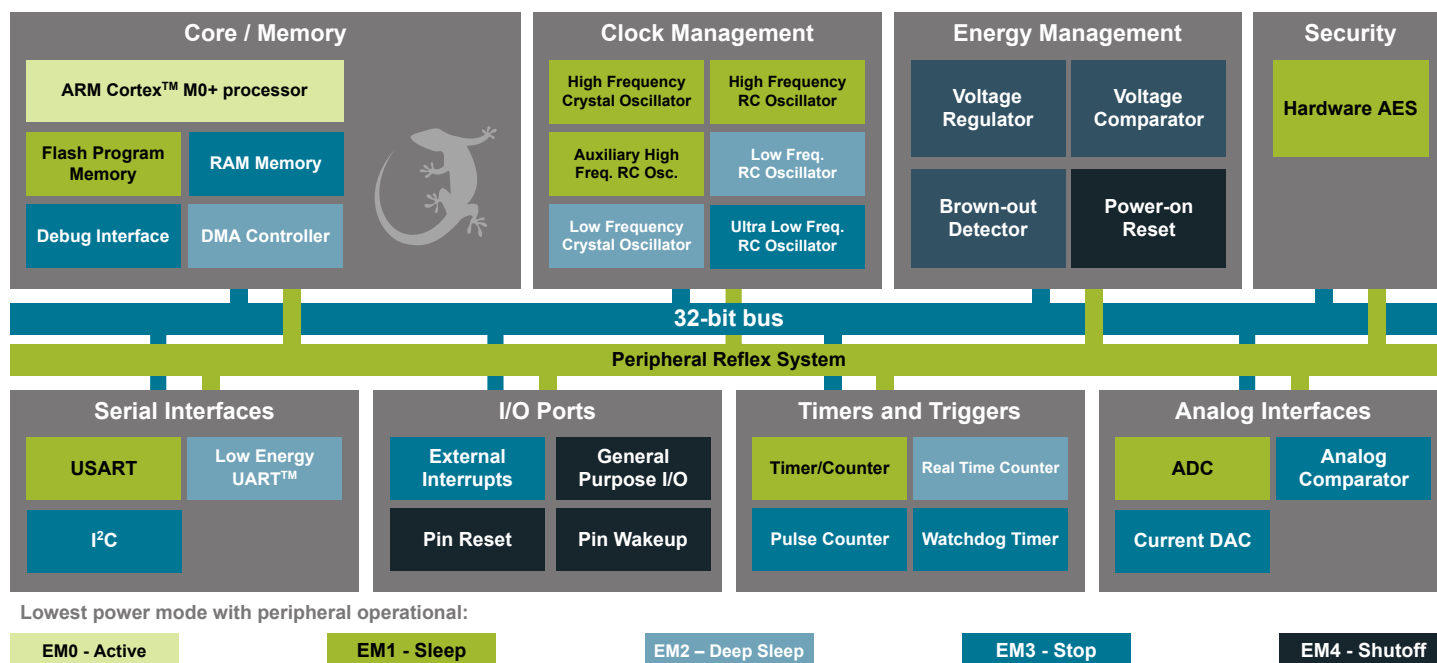 Core / Memory
ARM Cortex™ M0+ processor
Flash Program
Memory
RAM Memory
Debug Interface
DMA Controller
Clock Management
High Frequency
Crystal Oscillator
High Frequency
RC Oscillator
Auxiliary High
Freq. RC Osc.
Low Freq.
RC Oscillator
Low Frequency
Crystal Oscillator
Ultra Low Freq.
RC Oscillator
Energy Management
Voltage
Regulator
Voltage
Comparator
Brown-out
Detector
Power-on
Reset
Security
Hardware AES
32-bit bus
Peripheral Reflex System
Serial Interfaces
USART
Low Energy
UART™
I²C
I/O Ports
External
Interrupts
General
Purpose I/O
Pin Reset
Pin Wakeup
Timers and Triggers
Timer/Counter
Real Time Counter
Pulse Counter
Watchdog Timer
Analog Interfaces
ADC
Analog
Comparator
Current DAC
Lowest power mode with peripheral operational:
EM0 - Active
EM1 - Sleep
EM2 – Deep Sleep
EM3 - Stop
EM4 - Shutoff